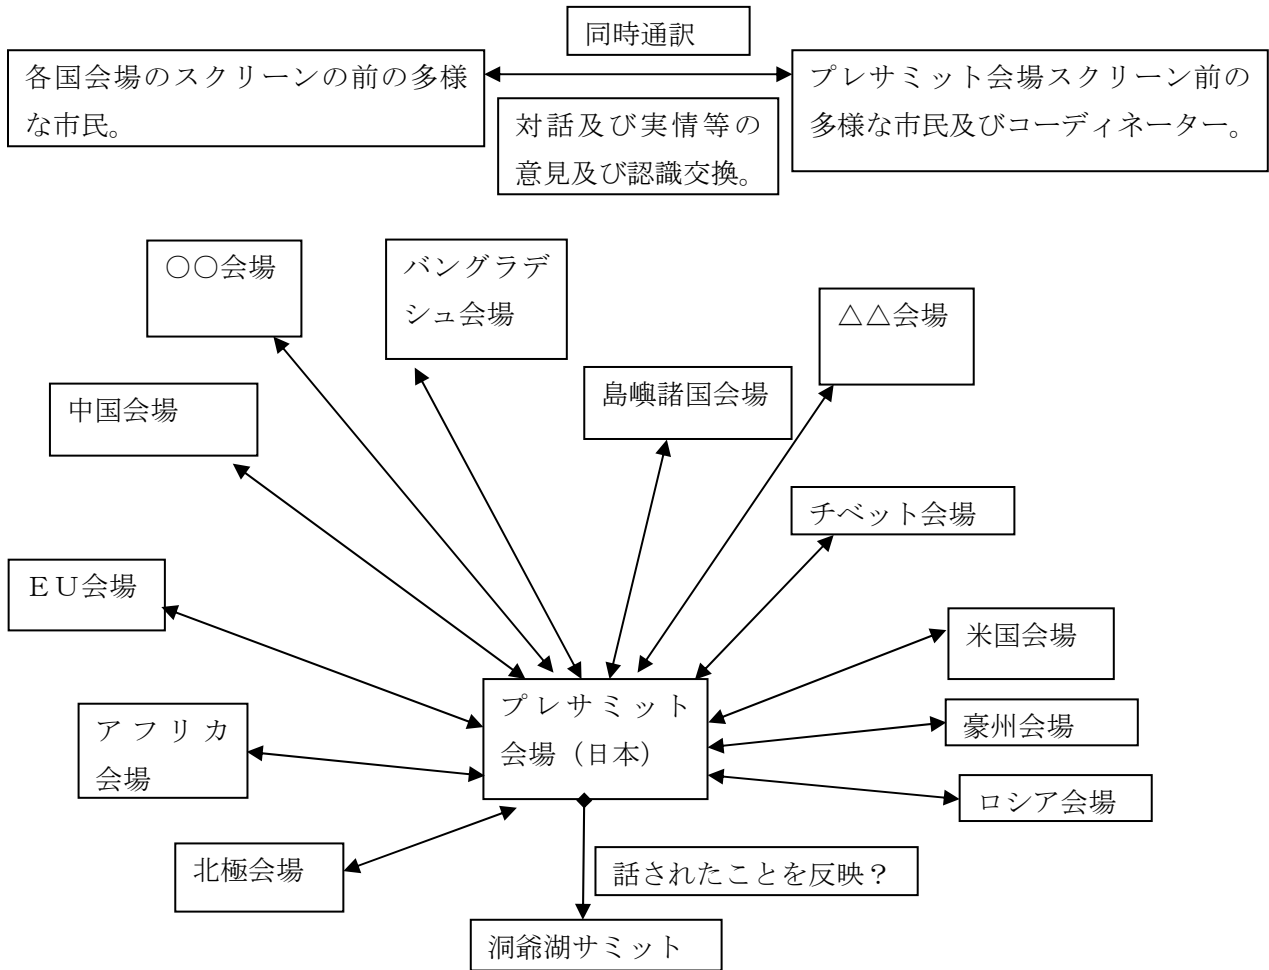 同時通訳
各国会場のスクリーンの前の多様
な市民。
プレサミット会場スクリーン前の
多様な市民及びコーディネーター。
対話及び実情等の
意見及び認識交換。
〇〇会場
バングラデ
シュ会場
△△会場
島嶼諸国会場
中国会場
チベット会場
ＥＵ会場
米国会場
プレサミット
会場（日本）
アフリカ
会場
豪州会場
ロシア会場
北極会場
話されたことを反映？
洞爺湖サミット